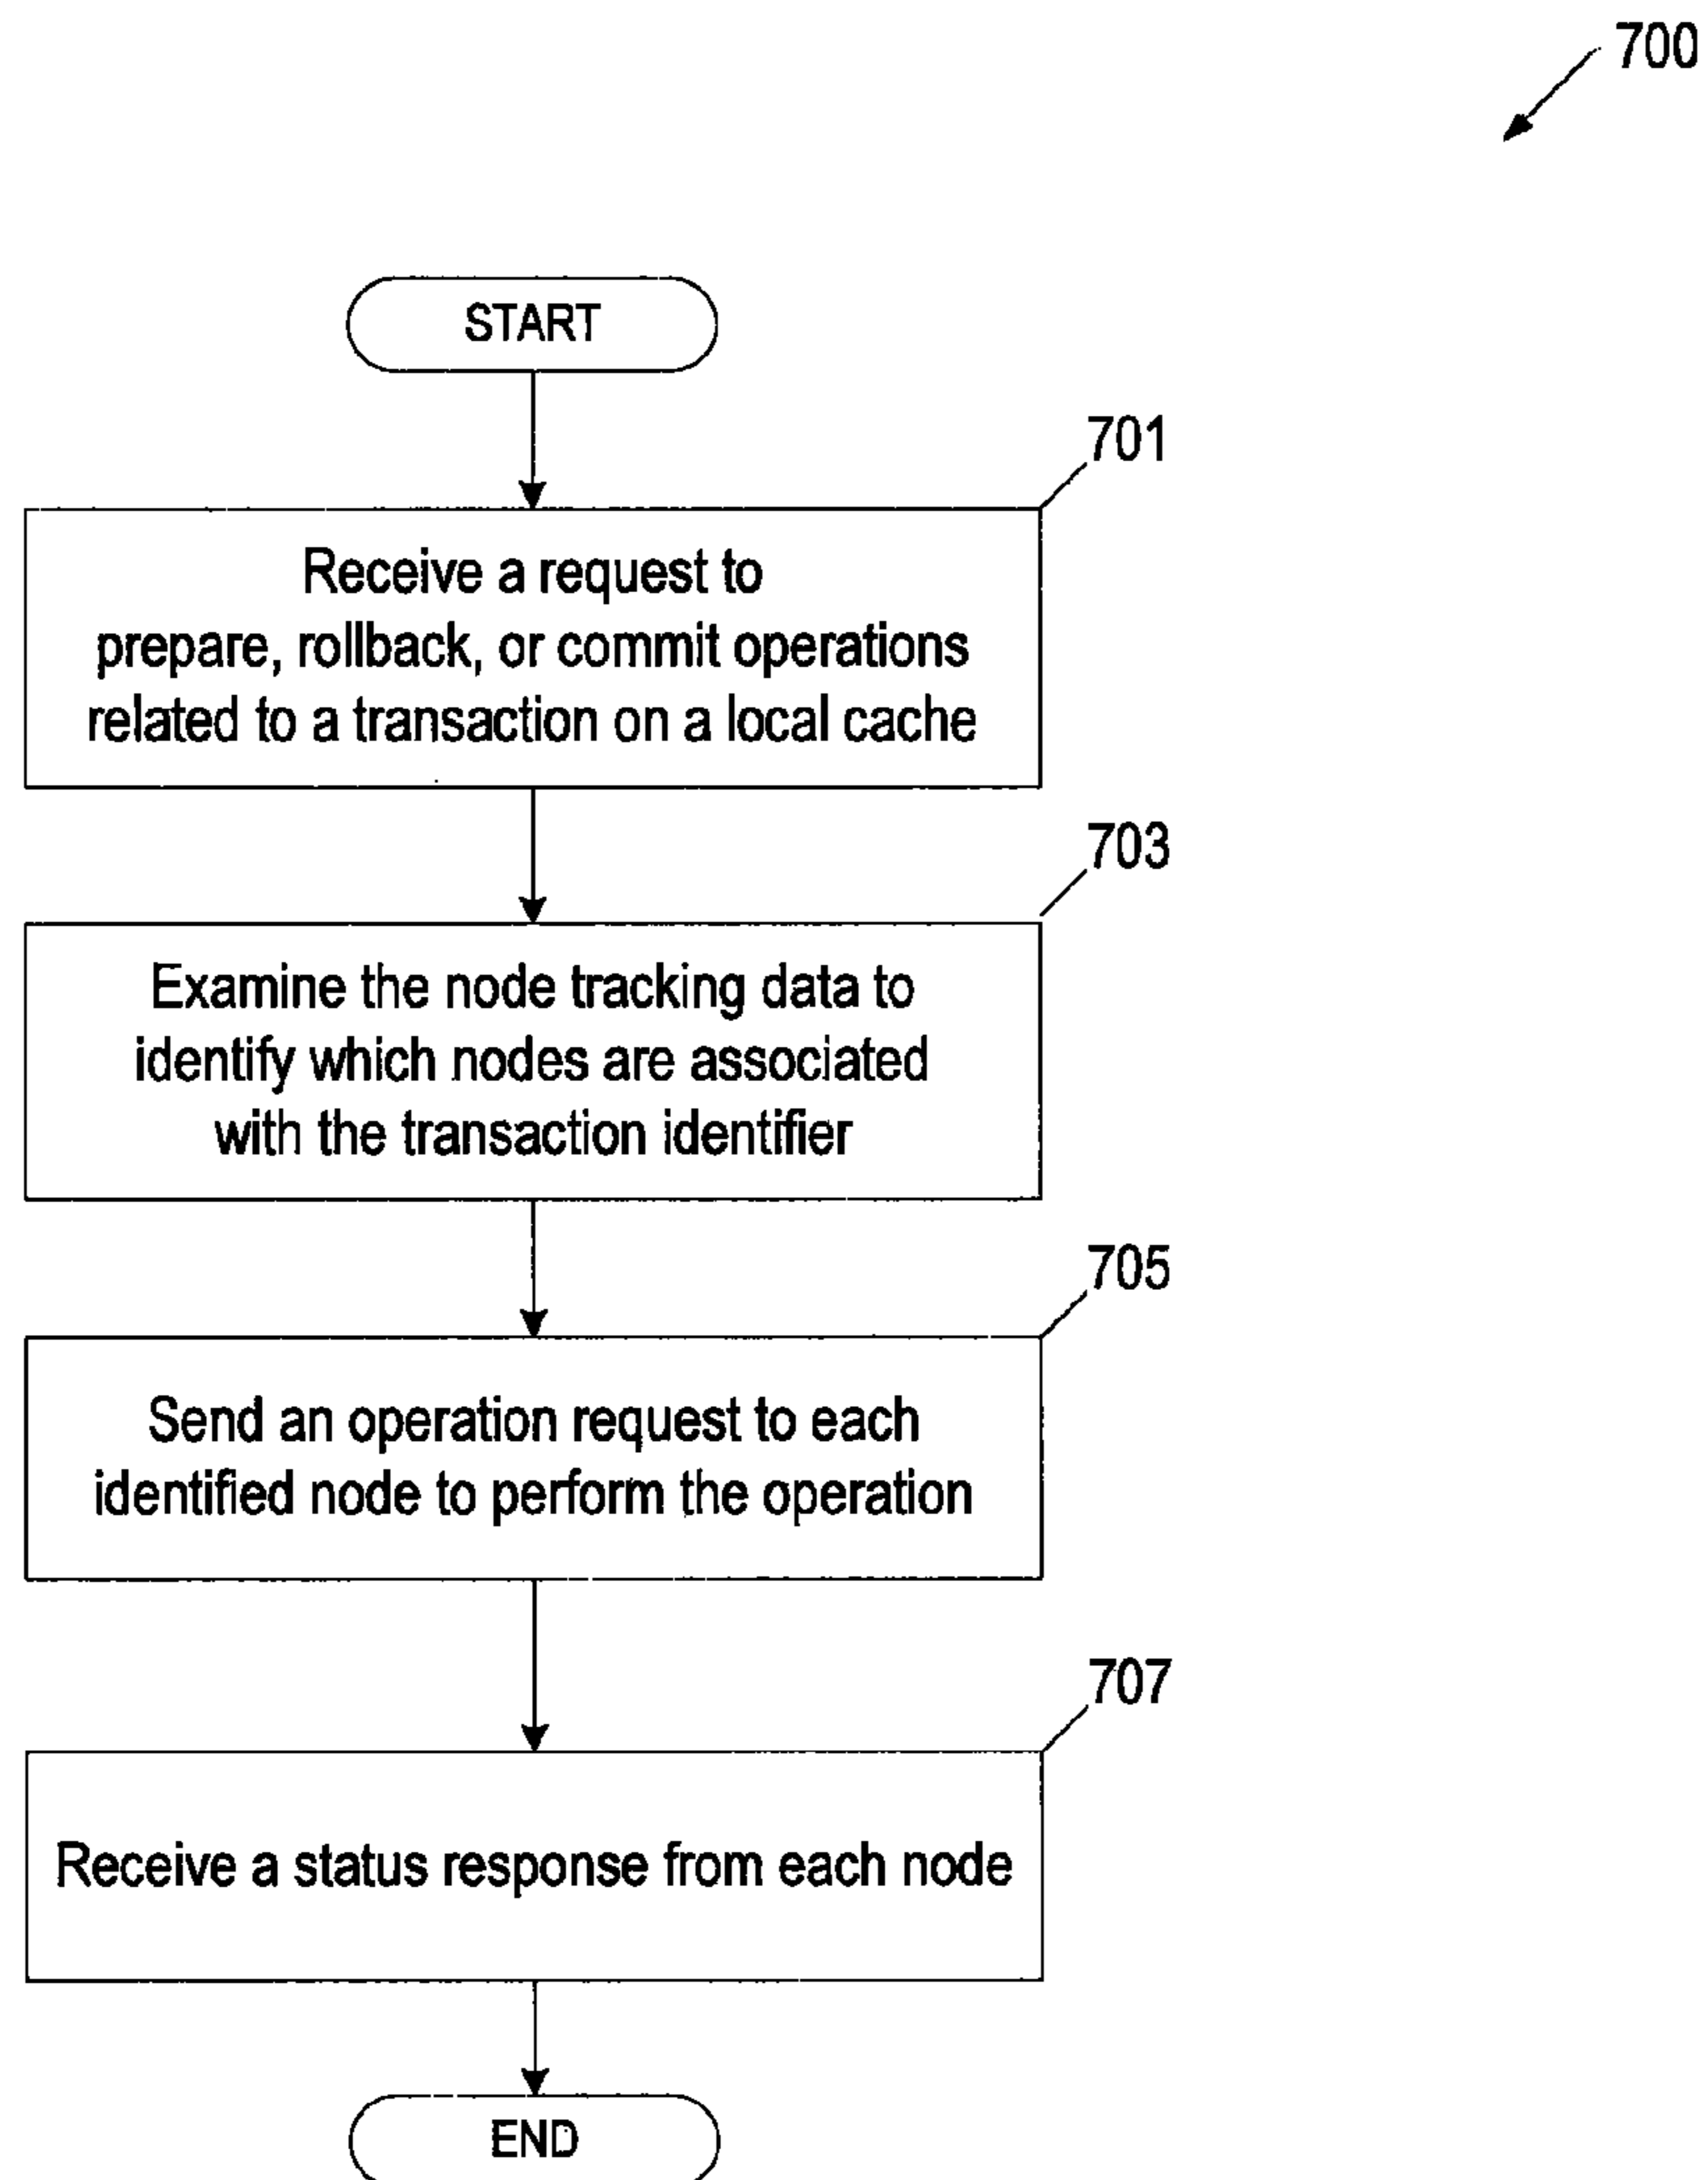 700
START
701
Receive a request to
prepare, rollback, or commit operations
related to a transaction on a local cache
703
Examine the node tracking data to
identify which nodes are associated
with the transaction identifier
705
Send an operation request to each
identified node to perform the operation
707
Receive a status response from each node
END